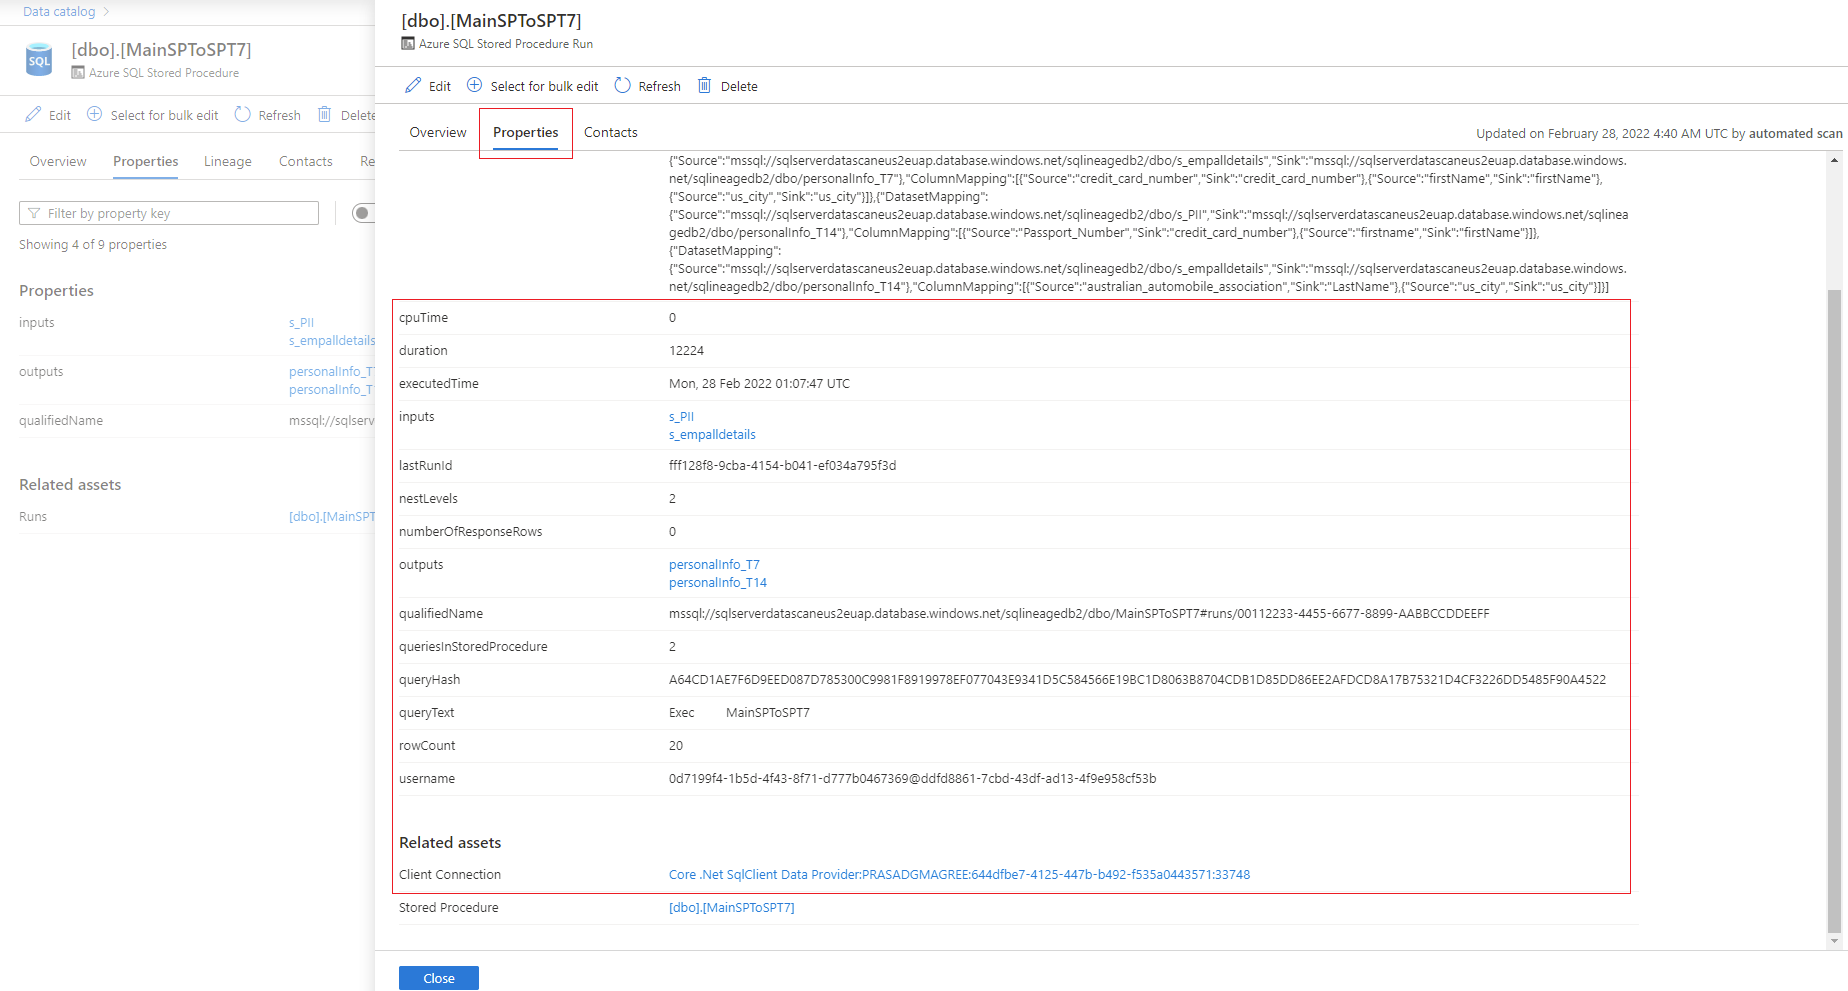 Data catalog
[dbo].[MainSPToSPT7]
Azure SQL Stored Procedure
Edit
Select for bulk edit
Refresh
Delete
Overview
Properties
Lineage
Contacts
Re
Filter by property key
Showing 4 of 9 properties
Properties
inputs
s_PII
s_empalldetails
outputs
personalInfo_T
personalInfo_T
qualifiedName
mssql://sqlserv
Related assets
Runs
[dbo].[MainSPT
SQL
[dbo].[MainSPToSPT7]
Azure SQL Stored Procedure Run
Edit
Select for bulk edit
Refresh
Delete
Overview
Properties
Contacts
Updated on February 28, 2022 4:40 AM UTC by automated scan
{"Source":"mssql://sqlserverdatascaneus2euap.database.windows.net/sqlineagedb2/dbo/s_empalldetails","Sink":"mssql://sqlserverdatascaneus2euap.database.windows.
net/sqlineagedb2/dbo/personalInfo_T7"},"ColumnMapping":[{"Source":"credit_card_number","Sink":"credit_card_number"},{"Source":"firstName","Sink":"firstName"},
{"Source":"us_city","Sink":"us_city"}]},{"DatasetMapping":
{"Source":"mssql://sqlserverdatascaneus2euap.database.windows.net/sqlineagedb2/dbo/s_PII","Sink":"mssql://sqlserverdatascaneus2euap.database.windows.net/sqlinea
gedb2/dbo/personalInfo_T14"},"ColumnMapping":[{"Source":"Passport_Number","Sink":"credit_card_number"},{"Source":"firstname","Sink":"firstName"}]},
{"DatasetMapping":
{"Source":"mssql://sqlserverdatascaneus2euap.database.windows.net/sqlineagedb2/dbo/s_empalldetails","Sink":"mssql://sqlserverdatascaneus2euap.database.windows.
net/sqlineagedb2/dbo/personalInfo_T14"},"ColumnMapping":[{"Source":"australian_automobile_association","Sink":"LastName"},{"Source":"us_city","Sink":"us_city"}]}]
cpuTime 0
duration 12224
executedTime Mon, 28 Feb 2022 01:07:47 UTC
inputs s_PII
s_empalldetails
lastRunId fff128f8-9cba-4154-b041-ef034a795f3d
nestLevels 2
numberOfResponseRows 0
outputs personalInfo_T7
personalInfo_T14
qualifiedName mssql://sqlserverdatascaneus2euap.database.windows.net/sqlineagedb2/dbo/MainSPToSPT7#runs/00112233-4455-6677-8899-AABBCCDDEEFF
queriesInStoredProcedure 2
queryHash A64CD1AE7F6D9EED087D785300C9981F8919978EF077043E9341D5C584566E19BC1D8063B8704CDB1D85DD86EE2AFDCD8A17B75321D4CF3226DD5485F90A4522
queryText Exec MainSPToSPT7
rowCount 20
username 0d7199f4-1b5d-4f43-8f71-d777b0467369@ddfd8861-7cbd-43df-ad13-4f9e958cf53b
Related assets
Client Connection Core .Net SqlClient Data Provider:PRASADGMAGREE:644dfbe7-4125-447b-b492-f535a0443571:33748
Stored Procedure [dbo].[MainSPToSPT7]
Close